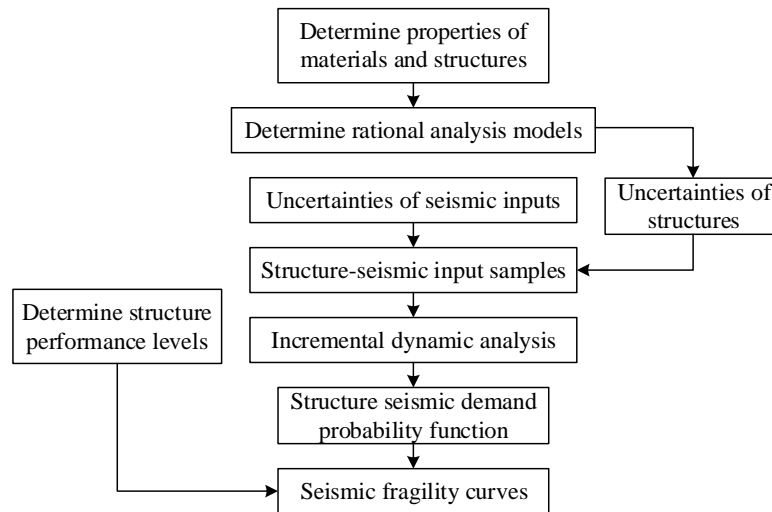 Determine properties of
materials and structures
Determine rational analysis models
Uncertainties of seismic inputs
Uncertainties of
structures
Structure-seismic input samples
Determine structure
performance levels
Incremental dynamic analysis
Structure seismic demand
probability function
Seismic fragility curves